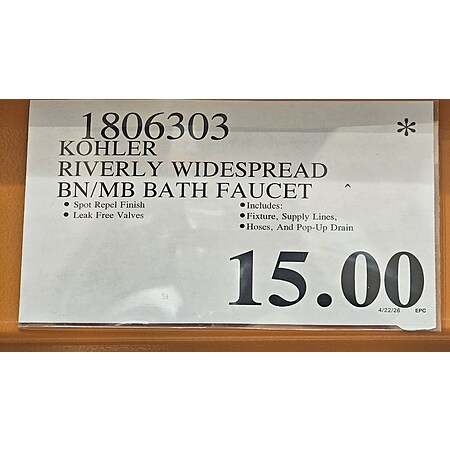 1806303 *
KOHLER
RIVERLY WIDESPREAD
BN/MB BATH FAUCET ^
• Spot Repel Finish
• Leak Free Valves
• Includes:
• Fixture, Supply Lines,
• Hoses, And Pop-Up Drain
15.00
4/22/26 EPC